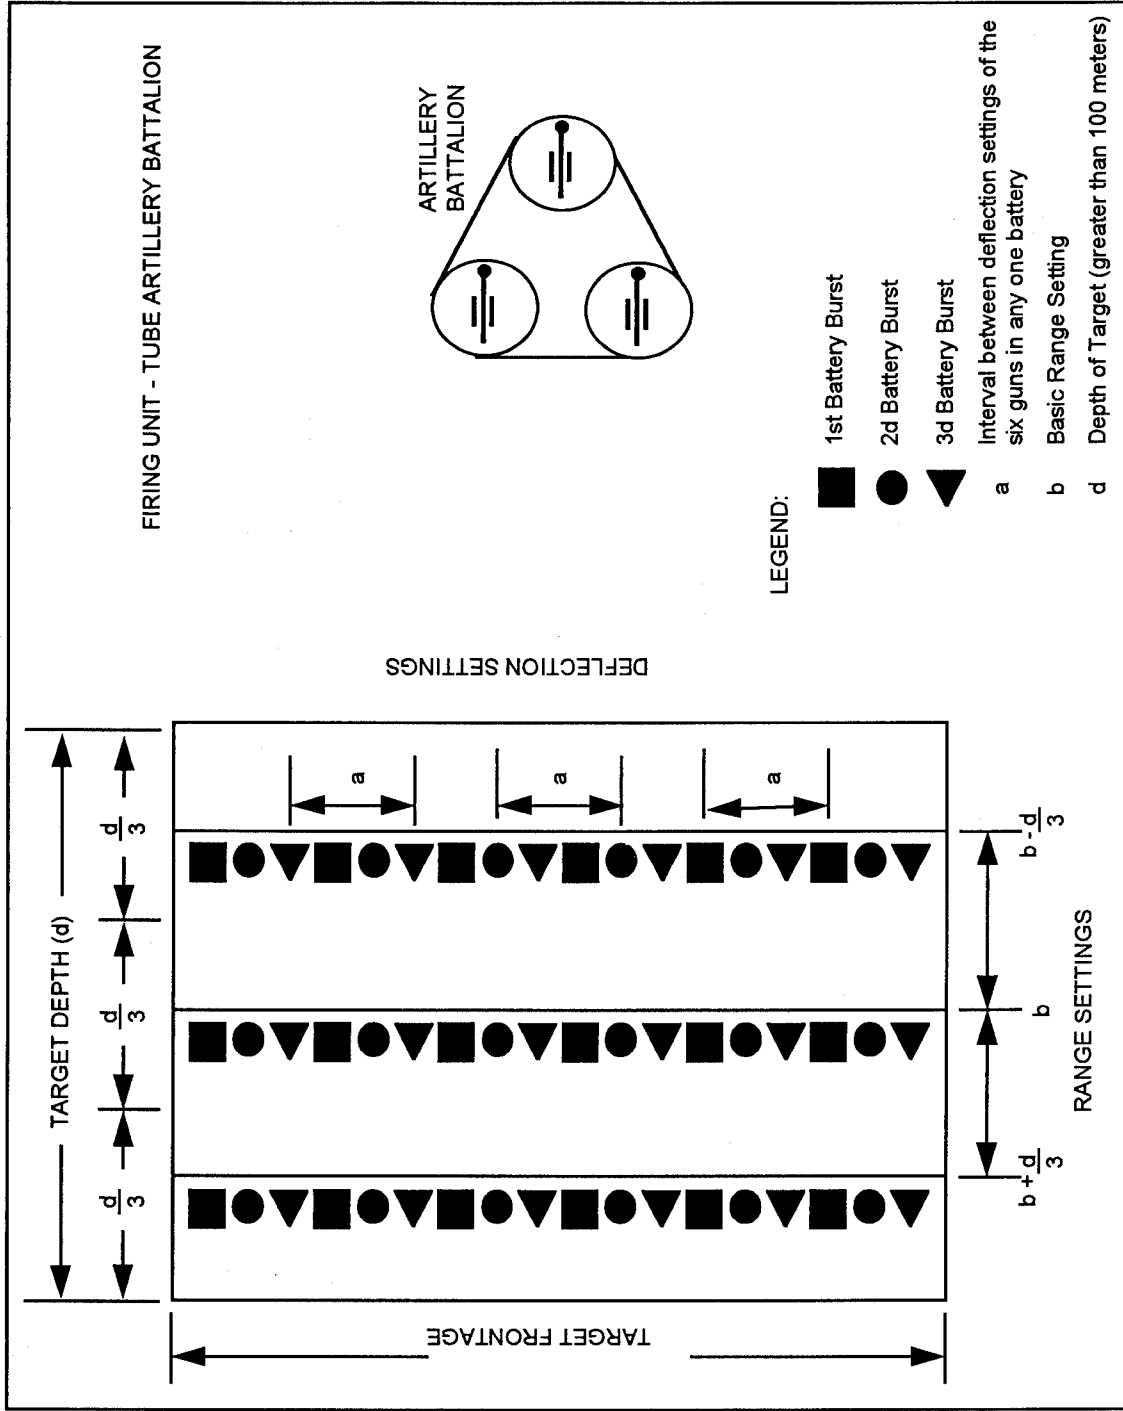 FIRING UNIT - TUBE ARTILLERY BATTALION
TARGET DEPTH (d)
d/3
d/3
d/3
a
a
a
TARGET FRONTAGE
DEFLECTION SETTINGS
b + d/3
b
b - d/3
RANGE SETTINGS
ARTILLERY
BATTALION
LEGEND:
1st Battery Burst
2d Battery Burst
3d Battery Burst
a Interval between deflection settings of the
six guns in any one battery
b Basic Range Setting
d Depth of Target (greater than 100 meters)